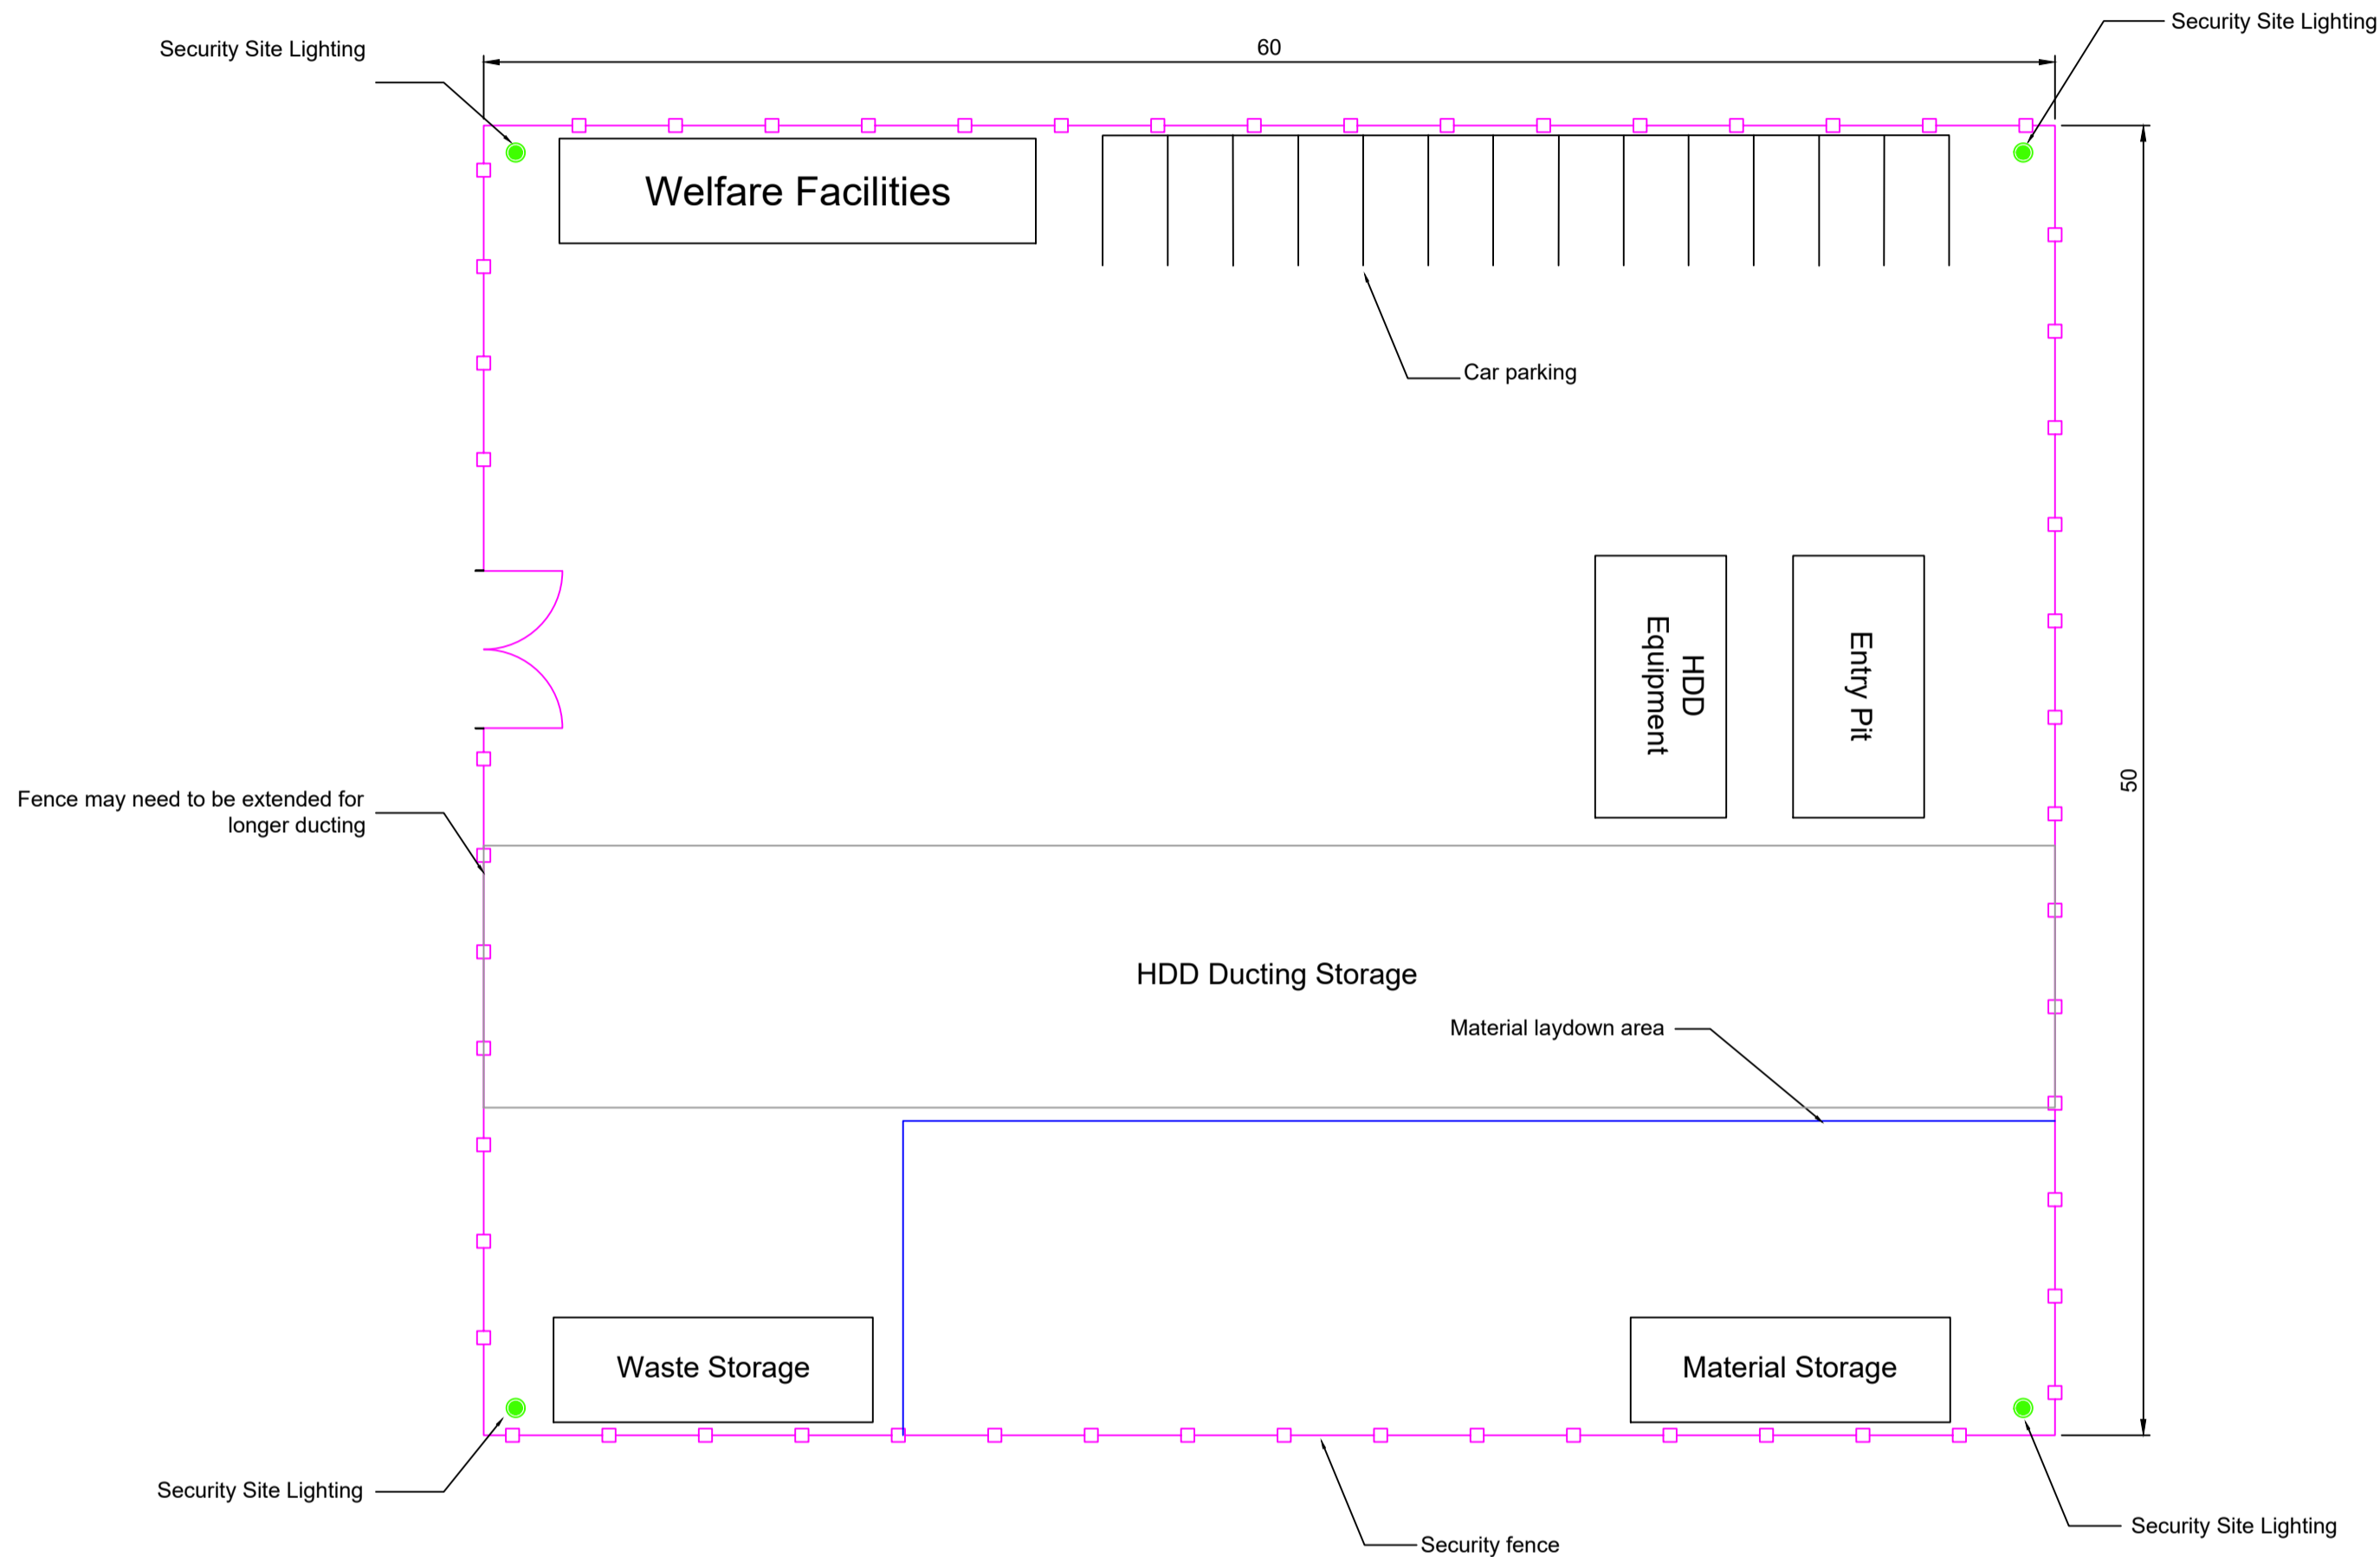 Security Site Lighting
60
Security Site Lighting
Welfare Facilities
Car parking
HDD
Equipment
Entry Pit
50
Fence may need to be extended for
longer ducting
HDD Ducting Storage
Material laydown area
Waste Storage
Material Storage
Security Site Lighting
Security Site Lighting
Security fence